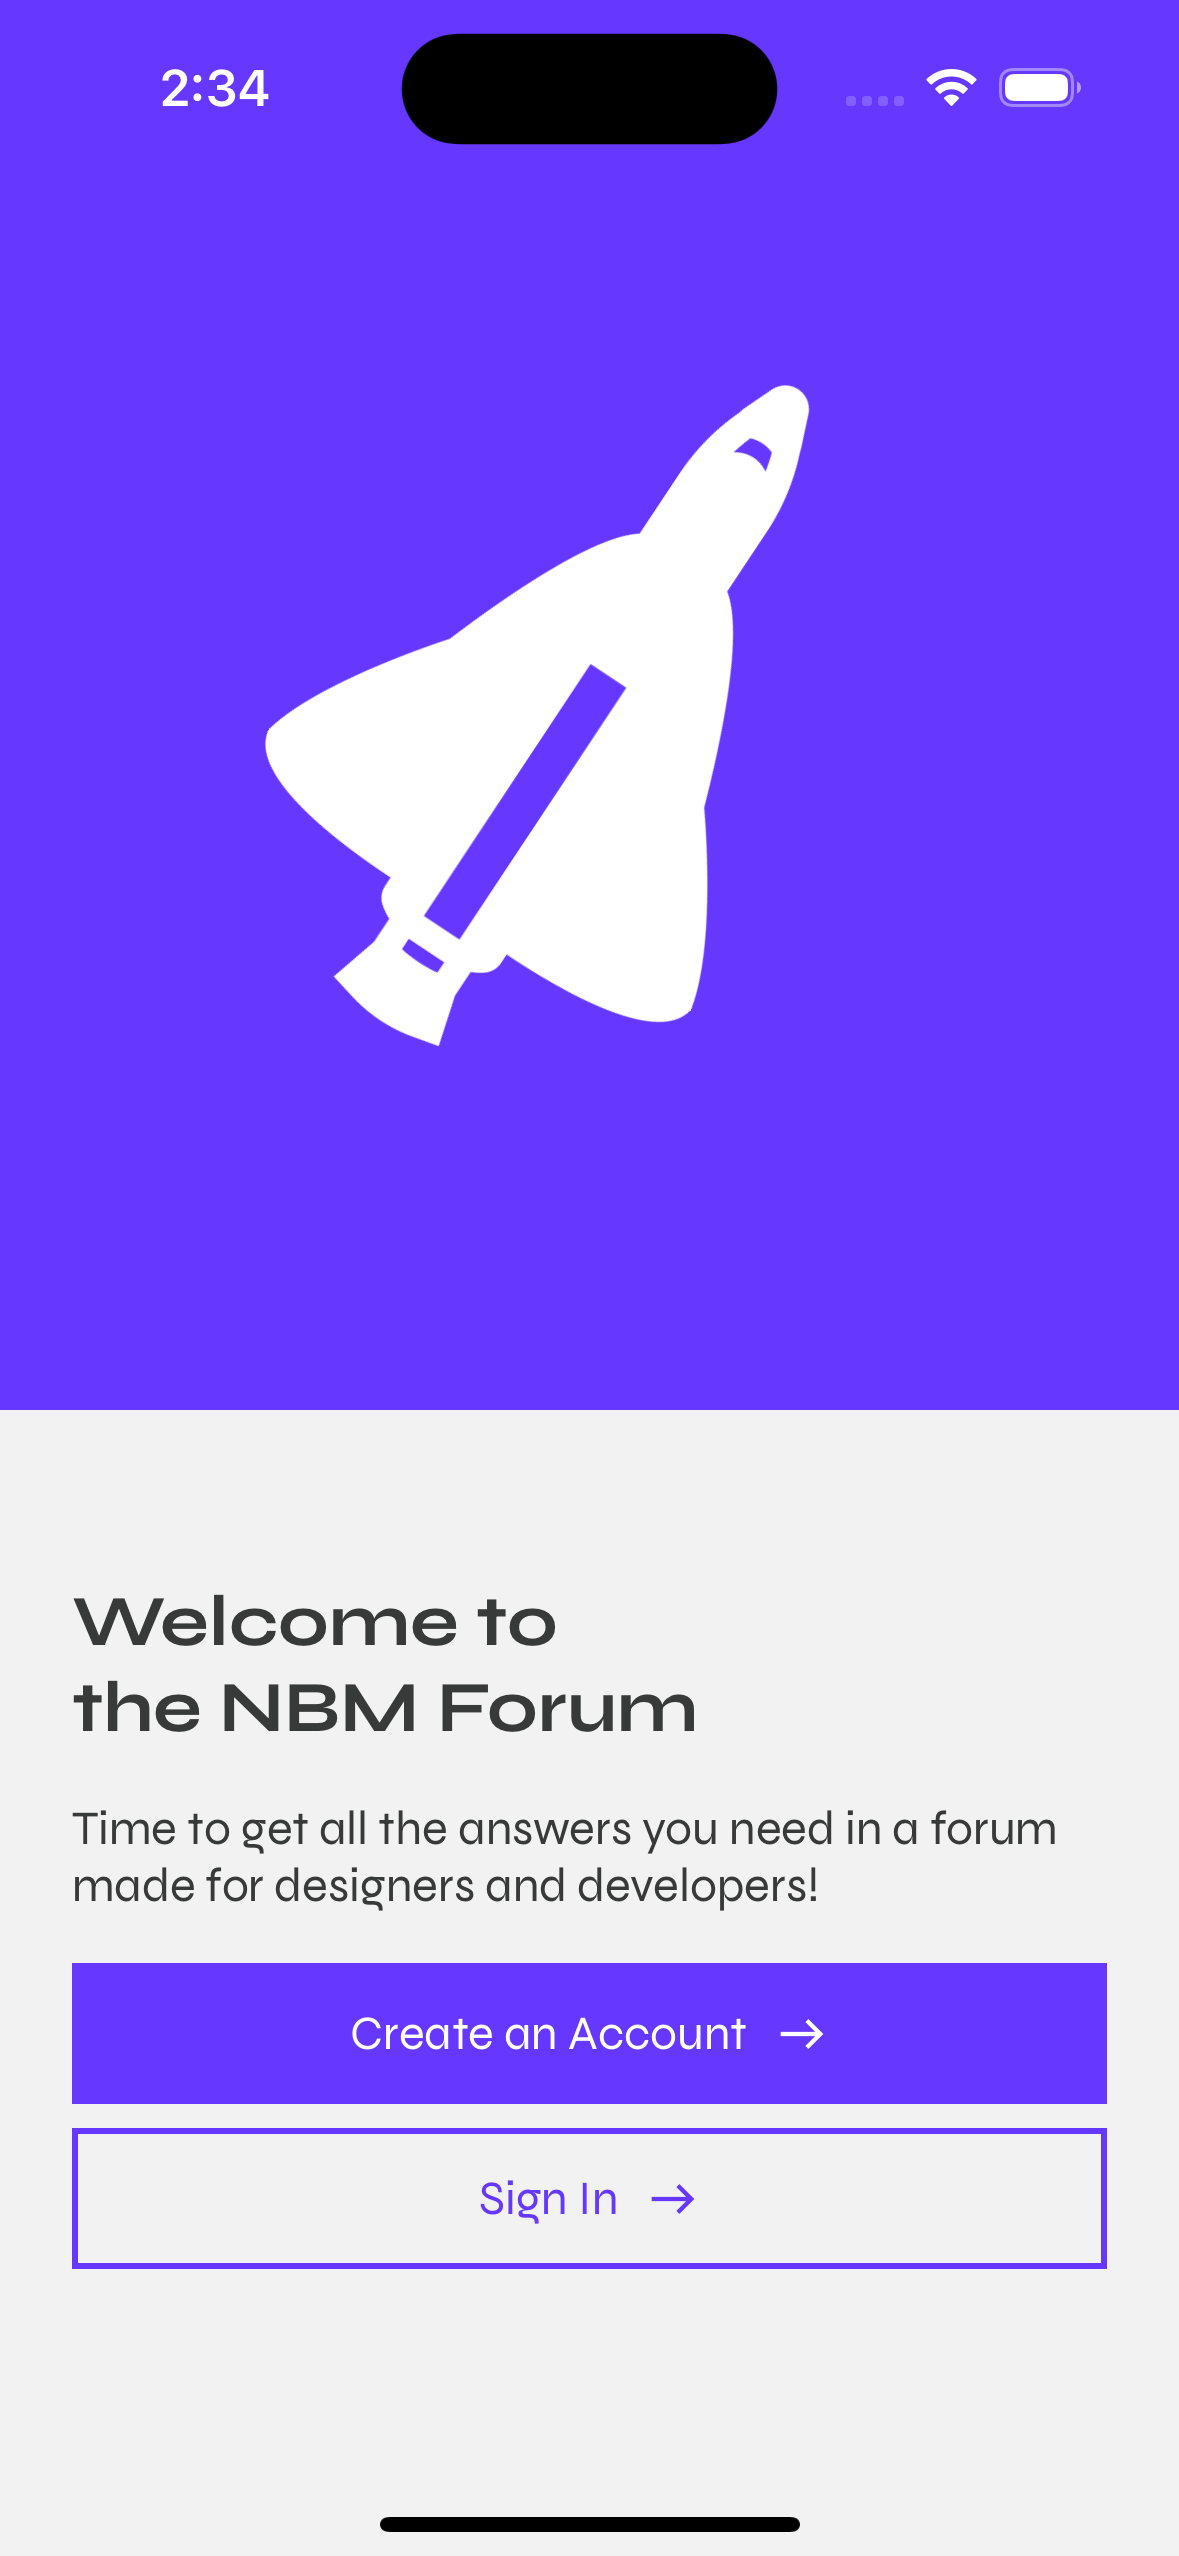 2:34
Welcome to
the NBM Forum
Time to get all the answers you need in a forum
made for designers and developers!
Create an Account →
Sign In →